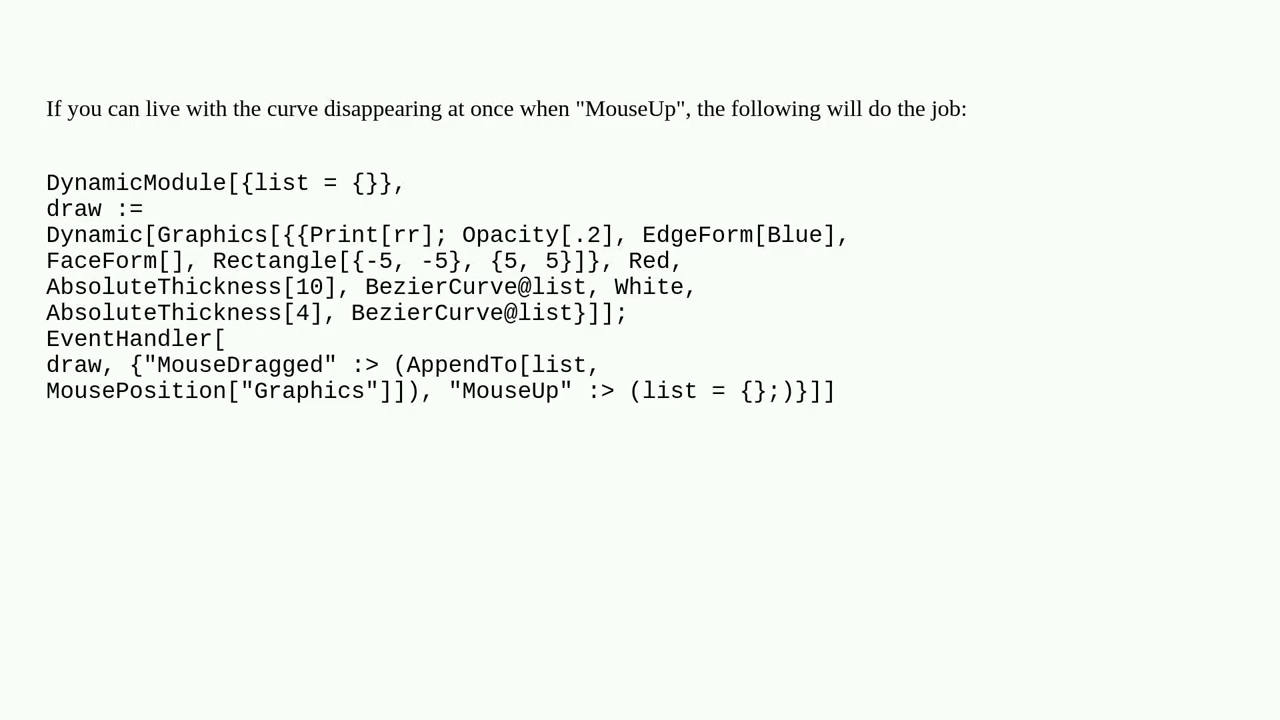 If you can live with the curve disappearing at once when "MouseUp", the following will do the job:
DynamicModule[{list = {}},
draw :=
Dynamic[Graphics[{{Print[rr]; Opacity[.2], EdgeForm[Blue],
FaceForm[], Rectangle[{-5, -5}, {5, 5}]}, Red,
AbsoluteThickness[10], BezierCurve@list, White,
AbsoluteThickness[4], BezierCurve@list}]];
EventHandler[
draw, {"MouseDragged" :> (AppendTo[list,
MousePosition["Graphics"]]), "MouseUp" :> (list = {};)}]]